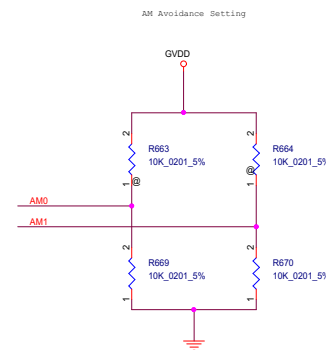 AM Avoidance Setting
GVDD
2 2
R663 R664
10K_0201_5% 10K_0201_5%
1 @ 1 @
AM0
AM1
2 2
R669 R670
10K_0201_5% 10K_0201_5%
1 1